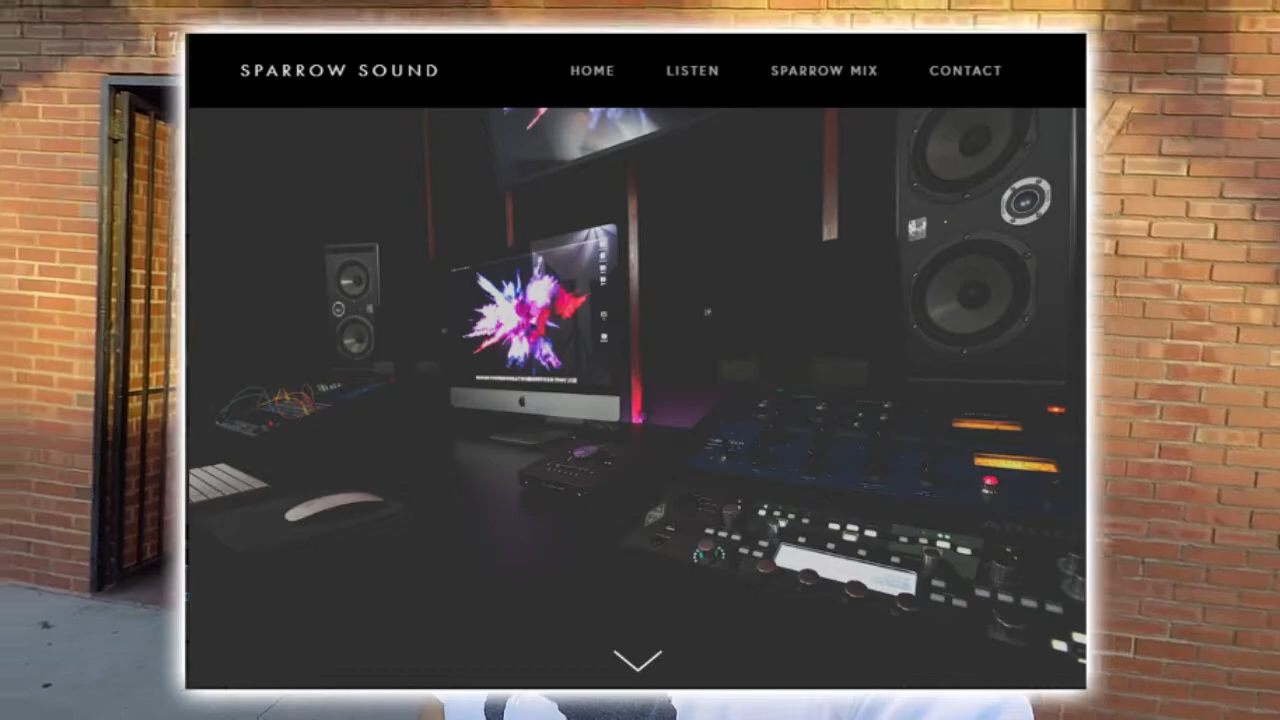 SPARROW SOUND
HOME
LISTEN
SPARROW MIX
CONTACT